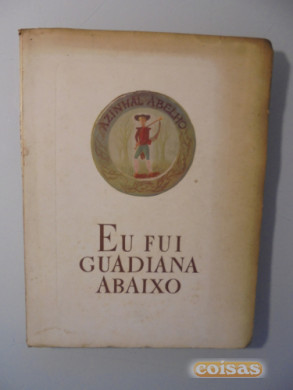 AZINHAL ABELHO
EU FUI
GUADIANA
ABAIXO
coisas